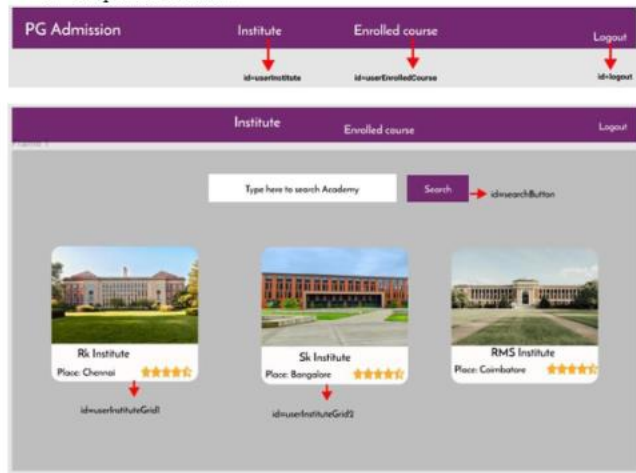 PG Admission Institute Enrolled course Logout
id=userInstitute id=userEnrolledCourse id=logout
Institute Enrolled course Logout
Type here to search Academy Search id=searchButton
Rk Institute Sk Institute RMS Institute
Place: Chennai Place: Bangalore Place: Coimbatore
id=userInstituteGrid1 id=userInstituteGrid2